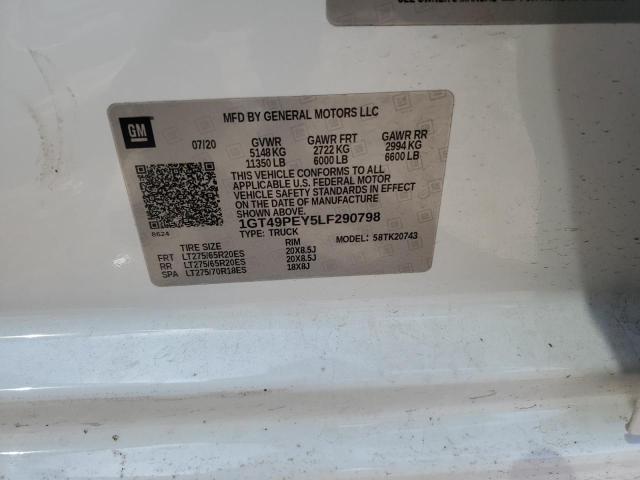 MFD BY GENERAL MOTORS LLC
GM
07/20 GVWR GAWR FRT GAWR RR
5148 KG 2722 KG 2994 KG
11350 LB 6000 LB 6600 LB
THIS VEHICLE CONFORMS TO ALL
APPLICABLE U.S. FEDERAL MOTOR
VEHICLE SAFETY STANDARDS IN EFFECT
ON THE DATE OF MANUFACTURE
SHOWN ABOVE.
1GT49PEY5LF290798
8624 TYPE: TRUCK
MODEL: 58TK20743
TIRE SIZE RIM
FRT LT275/65R20ES 20X8.5J
RR LT275/65R20ES 20X8.5J
SPA LT275/70R18ES 18X8J